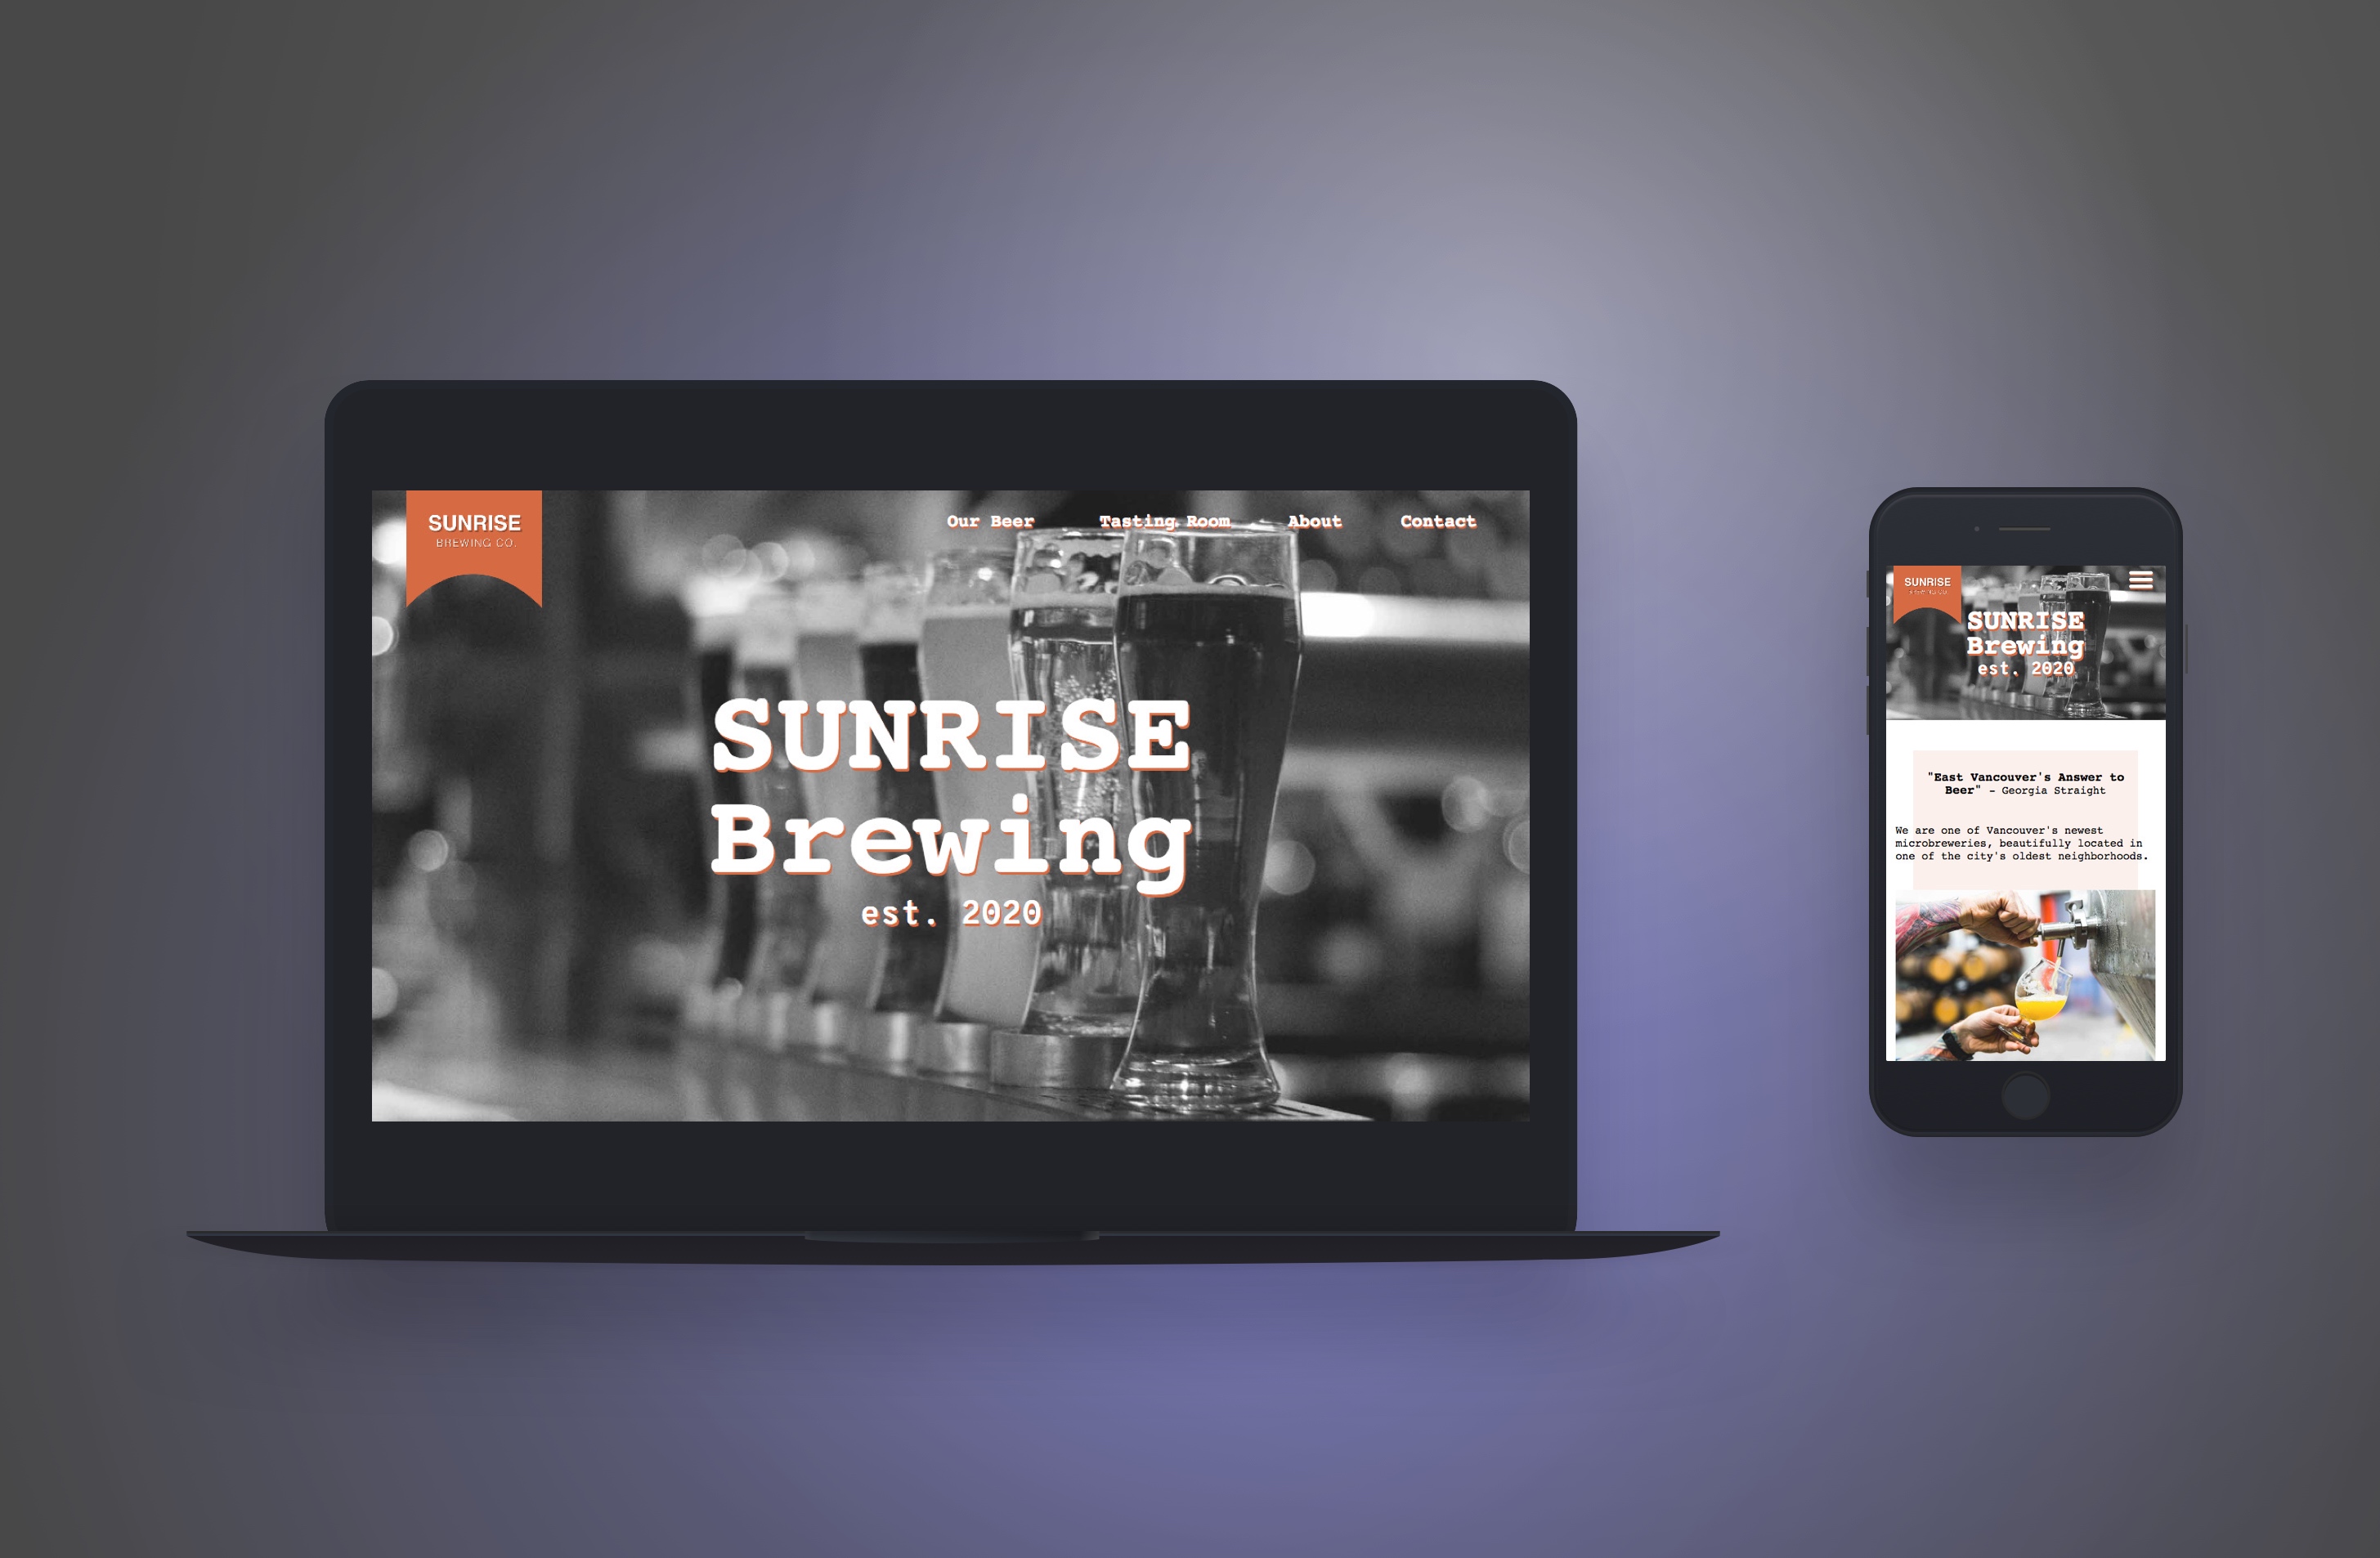 SUNRISE
BREWING CO.
Our Beer Tasting Room About Contact
SUNRISE
Brewing
est. 2020
SUNRISE
BREWING CO.
SUNRISE
Brewing
est. 2020
"East Vancouver's Answer to
Beer" - Georgia Straight
We are one of Vancouver's newest
microbreweries, beautifully located in
one of the city's oldest neighborhoods.